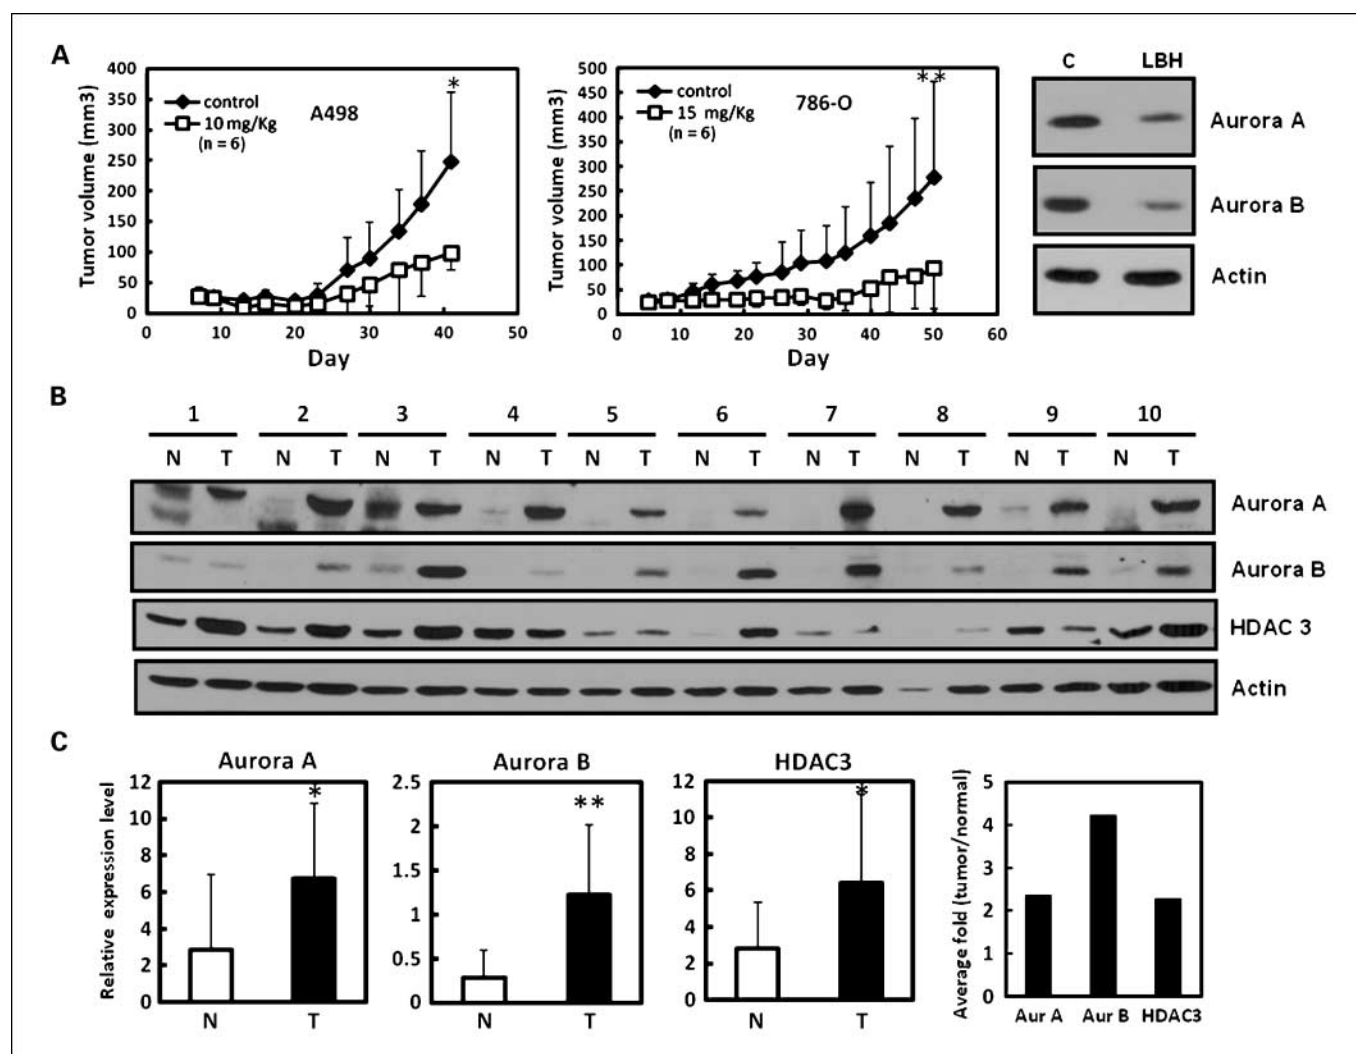 A
Tumor volume (mm3)
400
350
300
250
200
150
100
50
0
0 10 20 30 40 50
Day
control
10 mg/Kg
(n = 6)
A498
*
Tumor volume (mm3)
500
450
400
350
300
250
200
150
100
50
0
0 10 20 30 40 50 60
Day
control
15 mg/Kg
(n = 6)
786-O
**
C LBH
Aurora A
Aurora B
Actin
B
1 2 3 4 5 6 7 8 9 10
N T N T N T N T N T N T N T N T N T N T
Aurora A
Aurora B
HDAC 3
Actin
C
Aurora A
Relative expression level
12
10
8
6
4
2
0
*
N T
Aurora B
2.5
2
1.5
1
0.5
0
**
N T
HDAC3
12
10
8
6
4
2
0
*
N T
Average fold (tumor/normal)
5
4
3
2
1
0
Aur A Aur B HDAC3